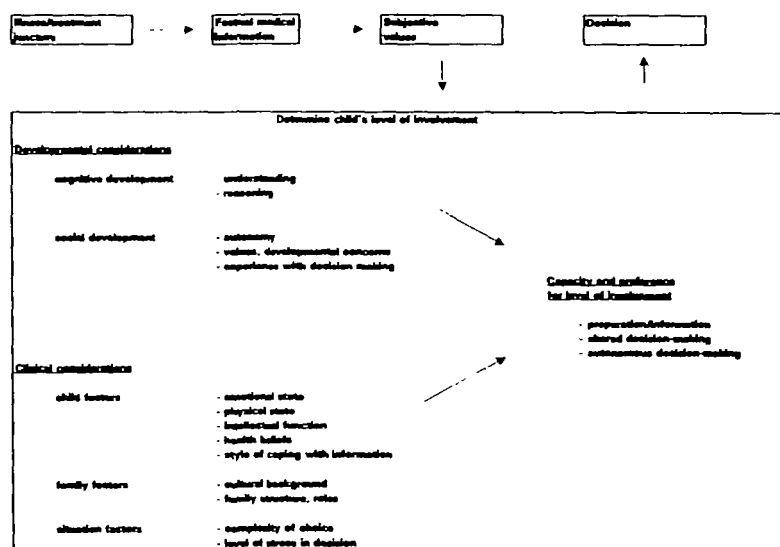 Illness/treatment juncture
Factual medical information
Subjective values
Decision
Determine child's level of involvement
Developmental considerations
cognitive development
- understanding
- reasoning
social development
- autonomy
- values, developmental concerns
- experience with decision making
Capacity and preference
for level of involvement
- preparation/information
- shared decision-making
- autonomous decision-making
Clinical considerations
child factors
- emotional state
- physical state
- intellectual function
- health beliefs
- style of coping with information
family factors
- cultural background
- family structure, roles
situation factors
- complexity of choice
- level of stress in decision